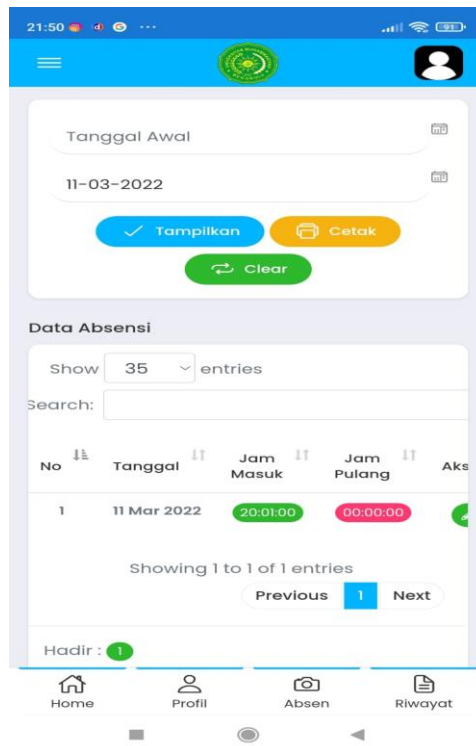 21:50
91
Tanggal Awal
11-03-2022
Tampilkan
Cetak
Clear
Data Absensi
Show 35 entries
Search:
No Tanggal Jam Masuk Jam Pulang Aks
1 11 Mar 2022 20:01:00 00:00:00
Showing 1 to 1 of 1 entries
Previous 1 Next
Hadir : 1
Home Profil Absen Riwayat